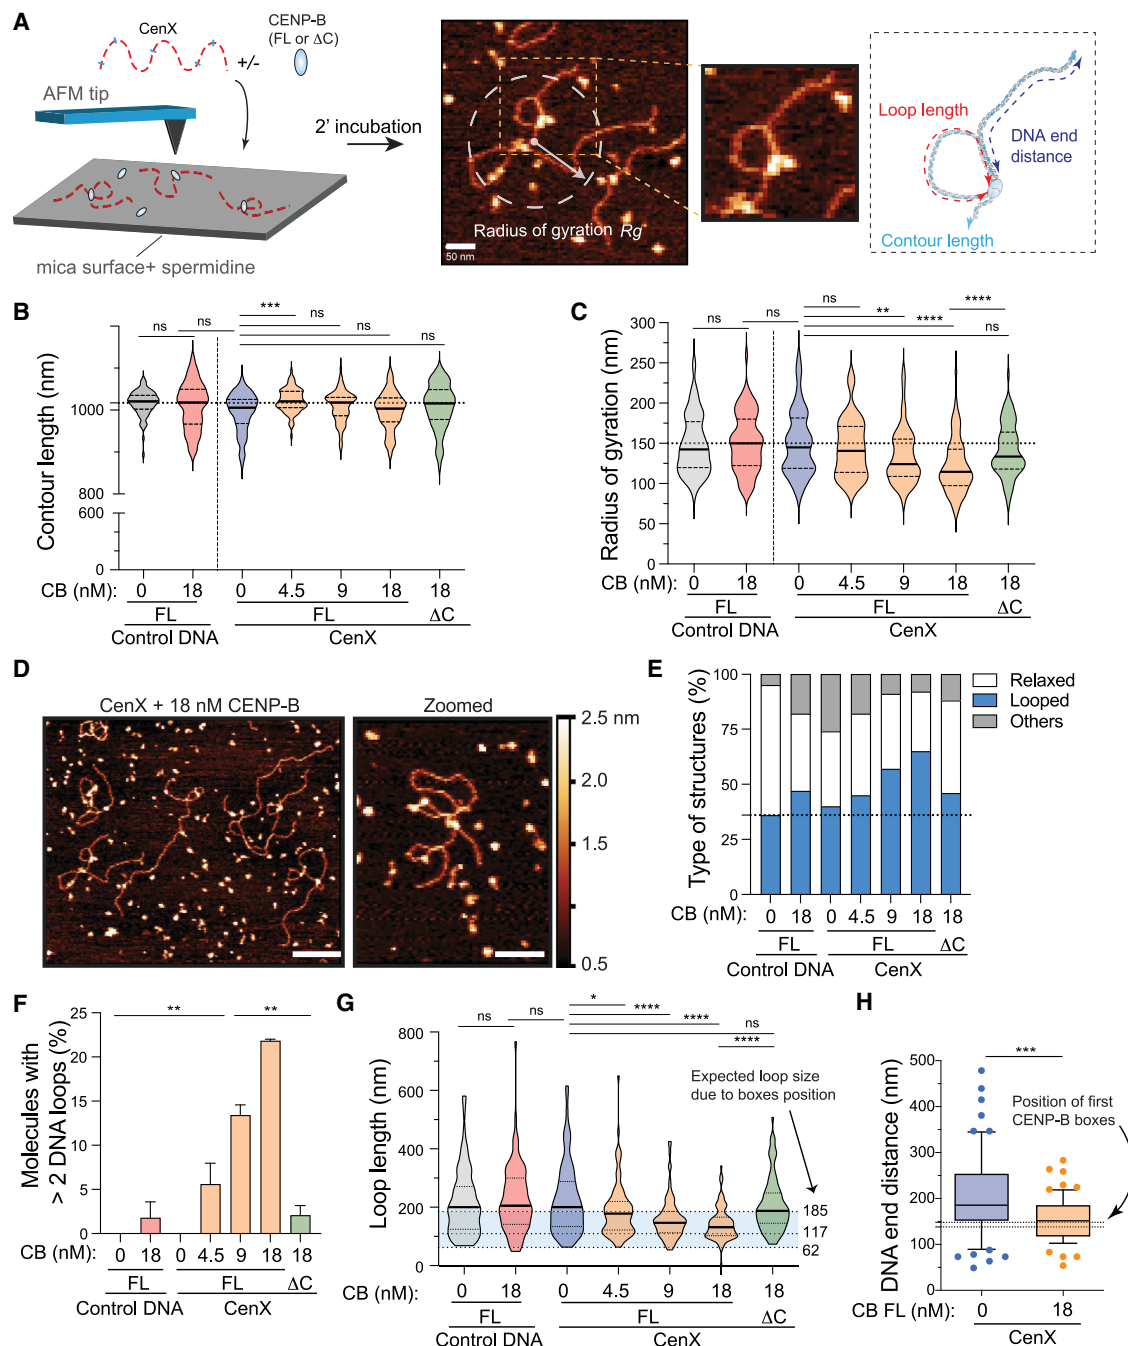 A
CenX
CENP-B
(FL or ΔC)
+/-
AFM tip
2' incubation
mica surface+ spermidine
Radius of gyration Rg
50 nm
Loop length
DNA end
distance
Contour length
B
***
ns
ns
ns
ns
ns
Contour length (nm)
1000
800
600
0
CB (nM):
0
18
0
4.5
9
18
18
FL
FL
ΔC
Control DNA
CenX
C
ns
****
ns
ns
**
****
ns
Radius of gyration (nm)
300
250
200
150
100
50
0
CB (nM):
0
18
0
4.5
9
18
18
FL
FL
ΔC
Control DNA
CenX
D
CenX + 18 nM CENP-B
Zoomed
2.5 nm
2.0
1.5
0.5
E
Type of structures (%)
100
75
50
25
0
Relaxed
Looped
Others
CB (nM):
0
18
0
4.5
9
18
18
FL
FL
ΔC
Control DNA
CenX
F
**
**
Molecules with
> 2 DNA loops (%)
25
20
15
10
5
0
CB (nM):
0
18
0
4.5
9
18
18
FL
FL
ΔC
Control DNA
CenX
G
*
ns
ns
****
****
ns
****
Loop length (nm)
800
600
400
200
0
Expected loop size
due to boxes position
185
117
62
CB (nM):
0
18
0
4.5
9
18
18
FL
FL
ΔC
Control DNA
CenX
H
***
DNA end distance (nm)
500
400
300
200
100
0
Position of first
CENP-B boxes
CB FL (nM):
0
18
CenX